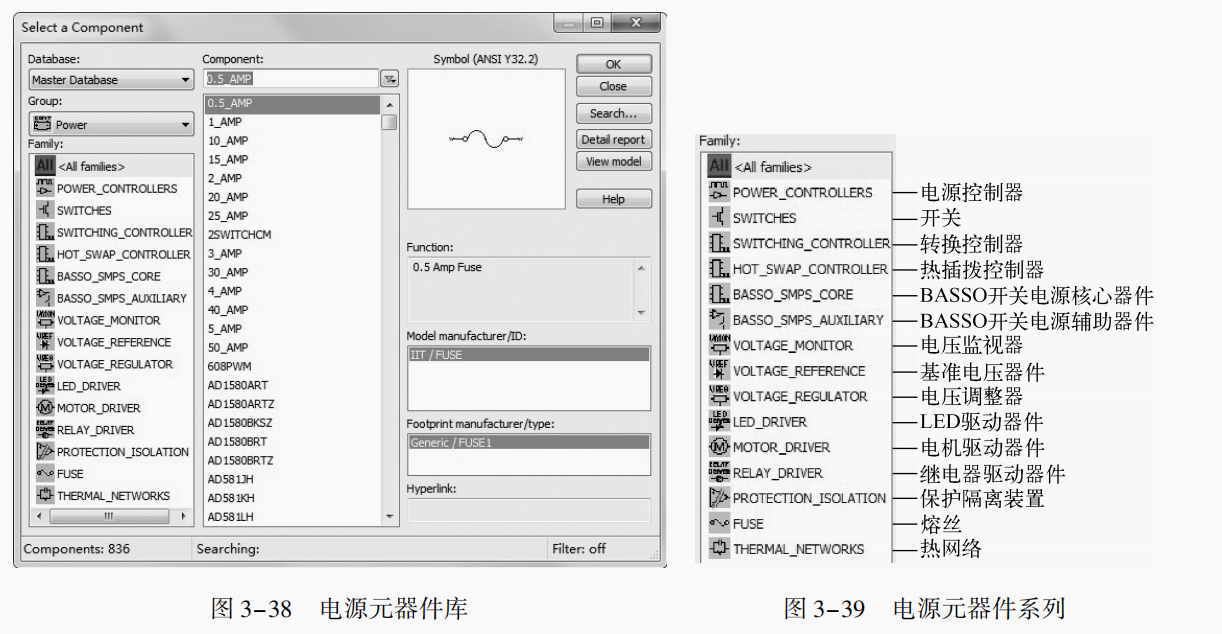 Select a Component
Database:
Master Database
Group:
Power
Family:
All <All families>
POWER_CONTROLLERS
SWITCHES
SWITCHING_CONTROLLER
HOT_SWAP_CONTROLLER
BASSO_SMPS_CORE
BASSO_SMPS_AUXILIARY
VOLTAGE_MONITOR
VOLTAGE_REFERENCE
VOLTAGE_REGULATOR
LED_DRIVER
MOTOR_DRIVER
RELAY_DRIVER
PROTECTION_ISOLATION
FUSE
THERMAL_NETWORKS
Component:
0.5_AMP
0.5_AMP
1_AMP
10_AMP
15_AMP
2_AMP
20_AMP
25_AMP
2SWITCHCM
3_AMP
30_AMP
4_AMP
40_AMP
5_AMP
50_AMP
608PWM
AD1580ART
AD1580ARTZ
AD1580BKSZ
AD1580BRT
AD1580BRTZ
AD581JH
AD581KH
AD581LH
Symbol (ANSI Y32.2)
Function:
0.5 Amp Fuse
Model manufacturer/ID:
IIT / FUSE
Footprint manufacturer/type:
Generic / FUSE1
Hyperlink:
OK
Close
Search...
Detail report
View model
Help
Components: 836
Searching:
Filter: off
图 3-38 电源元器件库
Family:
All <All families>
POWER_CONTROLLERS 电源控制器
SWITCHES 开关
SWITCHING_CONTROLLER 转换控制器
HOT_SWAP_CONTROLLER 热插拨控制器
BASSO_SMPS_CORE BASSO开关电源核心器件
BASSO_SMPS_AUXILIARY BASSO开关电源辅助器件
VOLTAGE_MONITOR 电压监视器
VOLTAGE_REFERENCE 基准电压器件
VOLTAGE_REGULATOR 电压调整器
LED_DRIVER LED驱动器件
MOTOR_DRIVER 电机驱动器件
RELAY_DRIVER 继电器驱动器件
PROTECTION_ISOLATION 保护隔离装置
FUSE 熔丝
THERMAL_NETWORKS 热网络
图 3-39 电源元器件系列